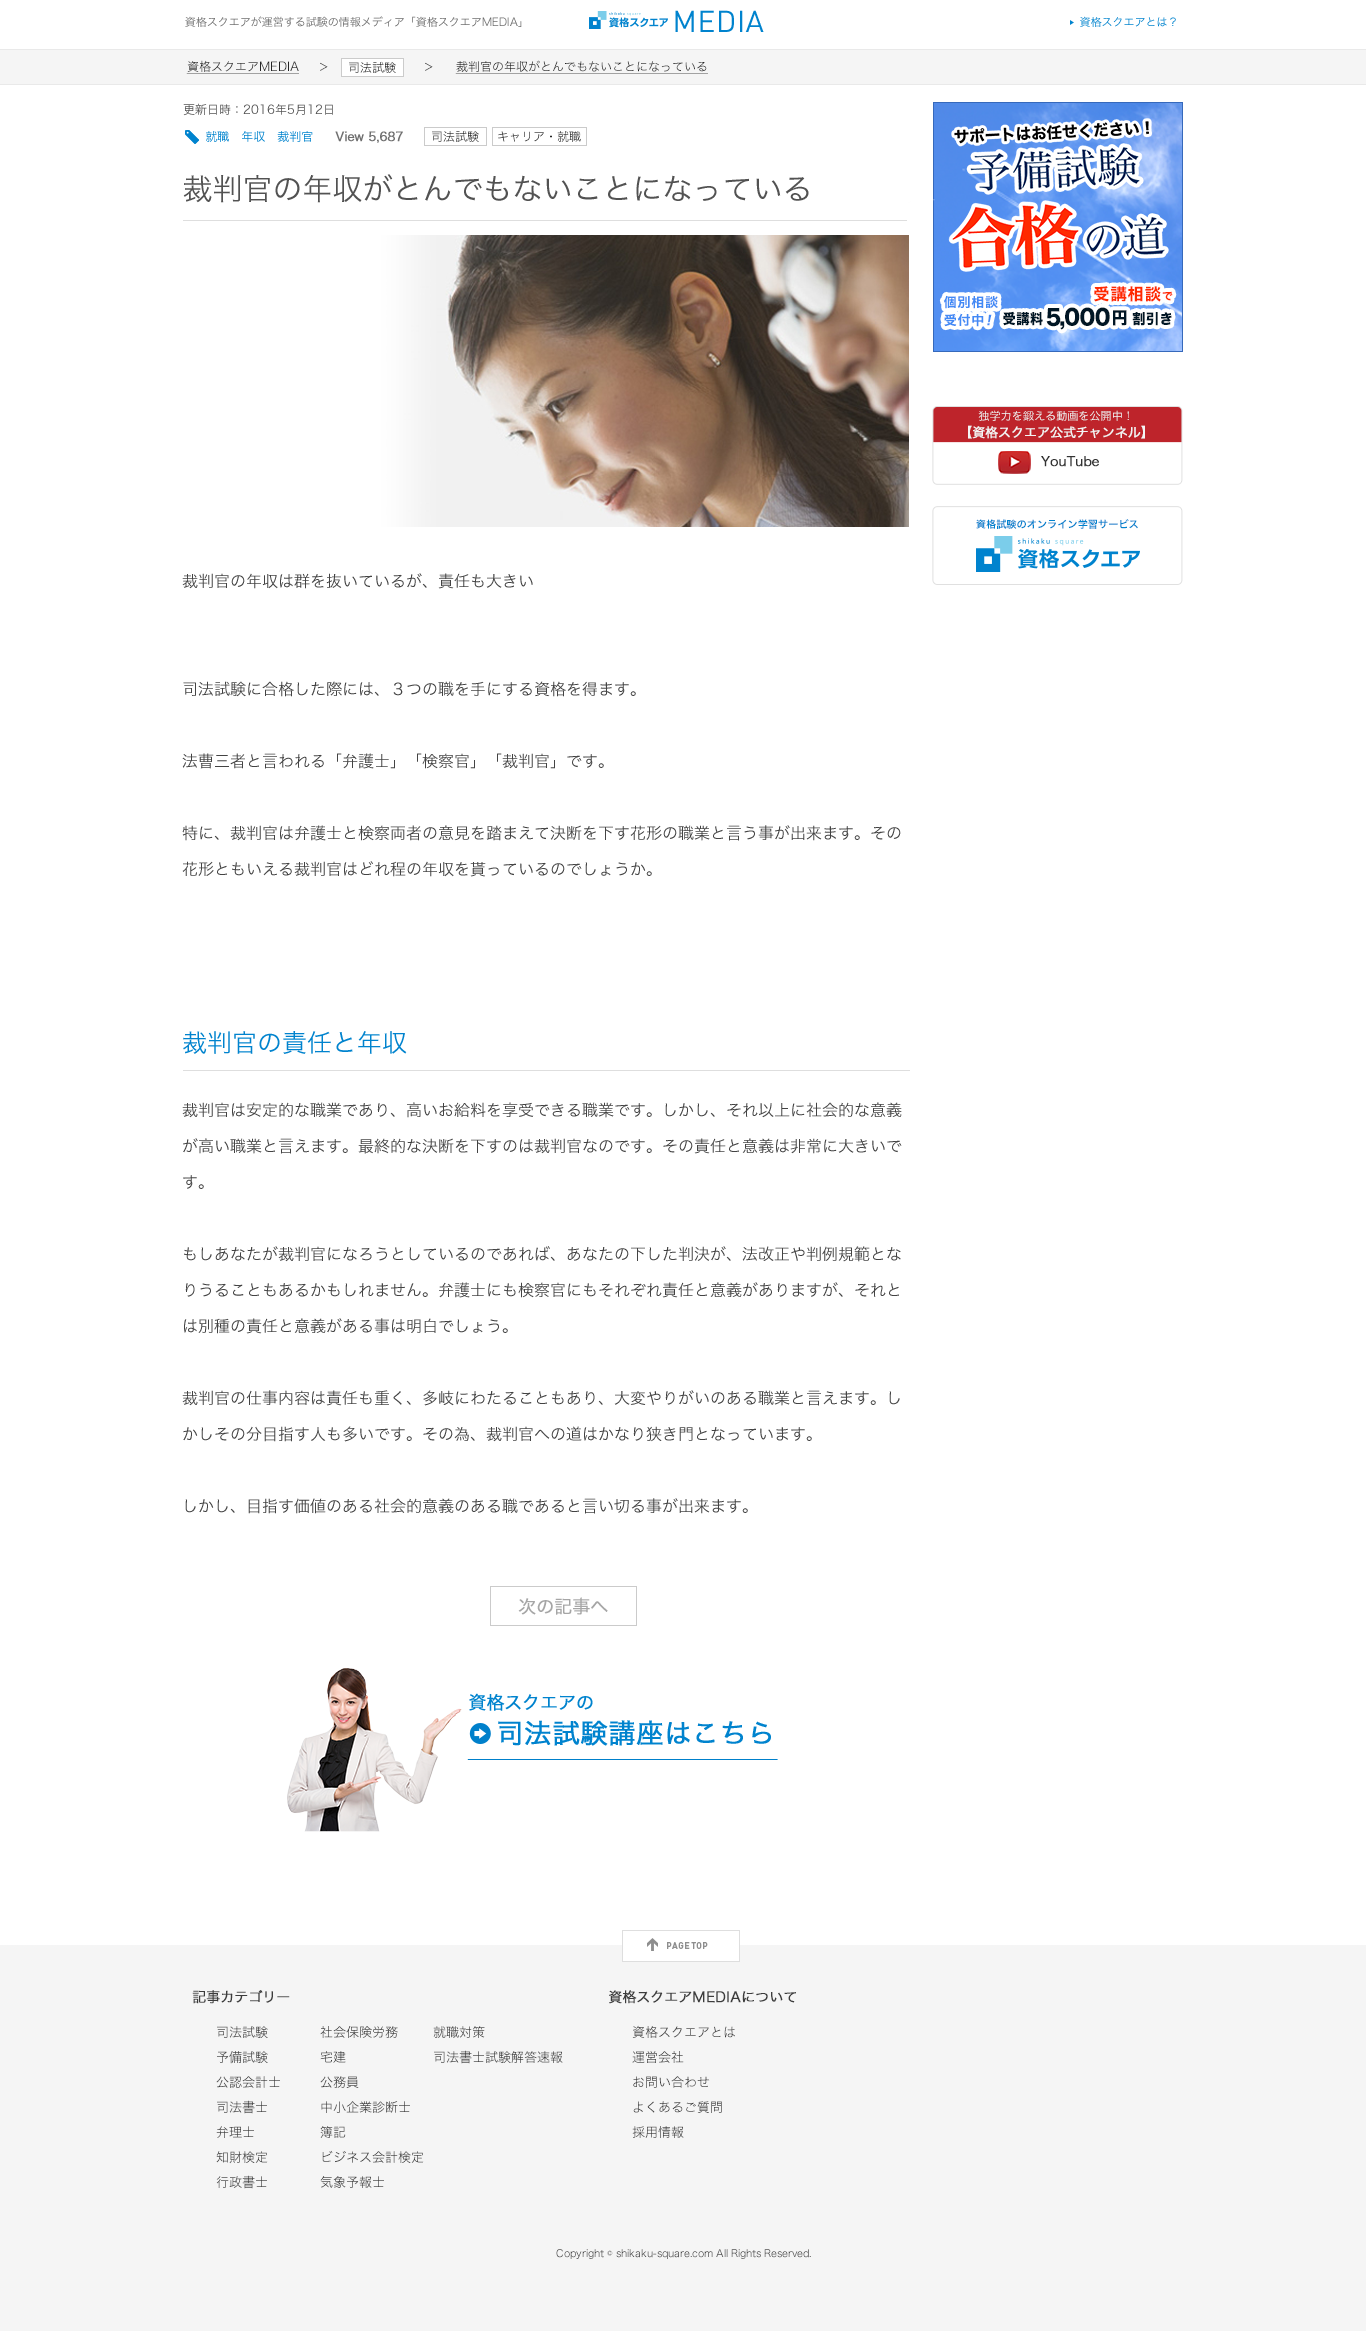 資格スクエアが運営する試験の情報メディア「資格スクエアMEDIA」
shikaku square
資格スクエア MEDIA
資格スクエアとは？
資格スクエアMEDIA > 司法試験 > 裁判官の年収がとんでもないことになっている
更新日時：2016年5月12日
就職 年収 裁判官 View 5,687 司法試験 キャリア・就職
裁判官の年収がとんでもないことになっている
サポートはお任せください！
予備試験の
合格の道
個別相談
受付中！
受講相談で
受講料5,000円 割引き
独学力を鍛える動画を公開中！
【資格スクエア公式チャンネル】
YouTube
資格試験のオンライン学習サービス
shikaku square
資格スクエア
裁判官の年収は群を抜いているが、責任も大きい
司法試験に合格した際には、３つの職を手にする資格を得ます。
法曹三者と言われる「弁護士」「検察官」「裁判官」です。
特に、裁判官は弁護士と検察両者の意見を踏まえて決断を下す花形の職業と言う事が出来ます。その
花形ともいえる裁判官はどれ程の年収を貰っているのでしょうか。
裁判官の責任と年収
裁判官は安定的な職業であり、高いお給料を享受できる職業です。しかし、それ以上に社会的な意義
が高い職業と言えます。最終的な決断を下すのは裁判官なのです。その責任と意義は非常に大きいで
す。
もしあなたが裁判官になろうとしているのであれば、あなたの下した判決が、法改正や判例規範とな
りうることもあるかもしれません。弁護士にも検察官にもそれぞれ責任と意義がありますが、それと
は別種の責任と意義がある事は明白でしょう。
裁判官の仕事内容は責任も重く、多岐にわたることもあり、大変やりがいのある職業と言えます。し
かしその分目指す人も多いです。その為、裁判官への道はかなり狭き門となっています。
しかし、目指す価値のある社会的意義のある職であると言い切る事が出来ます。
次の記事へ
資格スクエアの
司法試験講座はこちら
PAGETOP
記事カテゴリー
司法試験 社会保険労務 就職対策
予備試験 宅建 司法書士試験解答速報
公認会計士 公務員
司法書士 中小企業診断士
弁理士 簿記
知財検定 ビジネス会計検定
行政書士 気象予報士
資格スクエアMEDIAについて
資格スクエアとは
運営会社
お問い合わせ
よくあるご質問
採用情報
Copyright © shikaku-square.com All Rights Reserved.